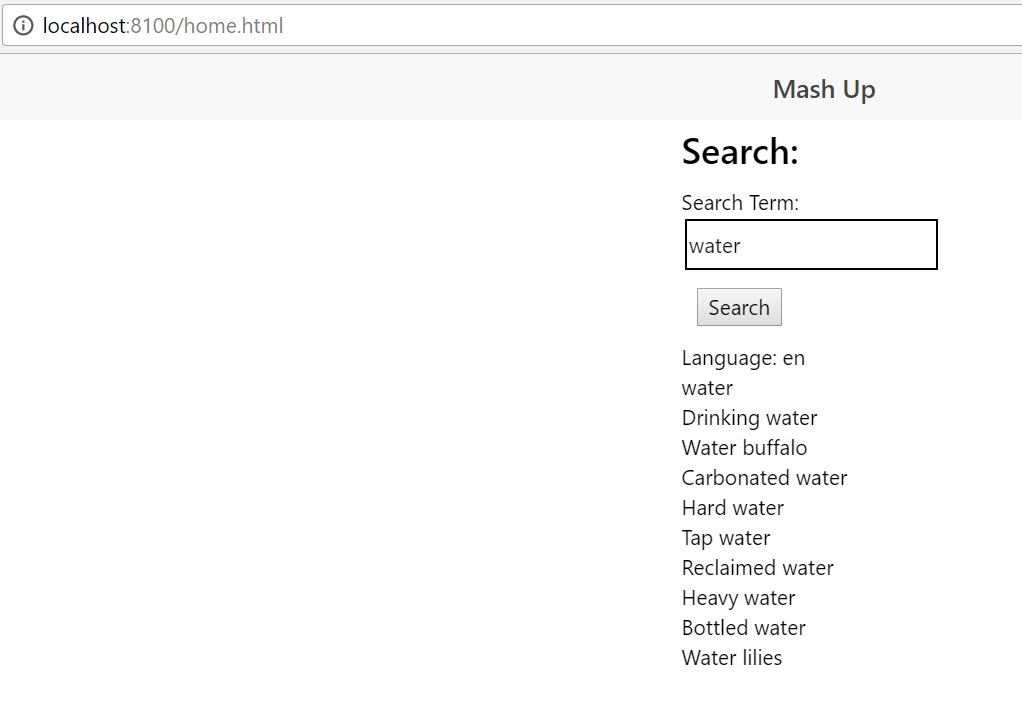 localhost:8100/home.html
Mash Up
Search:
Search Term:
water
Search
Language: en
water
Drinking water
Water buffalo
Carbonated water
Hard water
Tap water
Reclaimed water
Heavy water
Bottled water
Water lilies